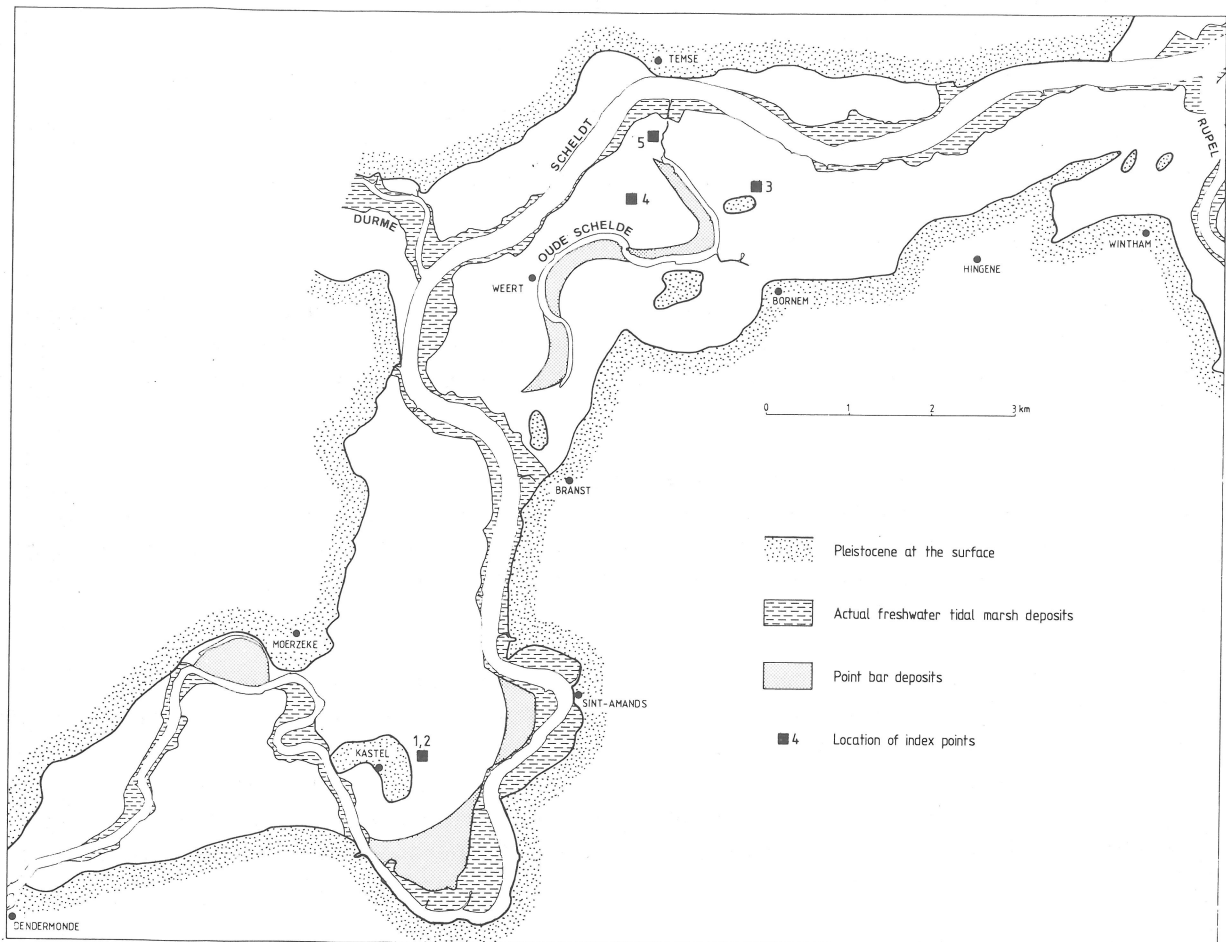 TEMSE
SCHELDT
RUPEL
5
3
4
DURME
OUDE SCHELDE
WINTHAM
HINGENE
WEERT
BORNEM
0 1 2 3 km
BRANST
Pleistocene at the surface
Actual freshwater tidal marsh deposits
MOERZEKE
Point bar deposits
SINT-AMANDS
1,2
4 Location of index points
KASTEL
DENDERMONDE